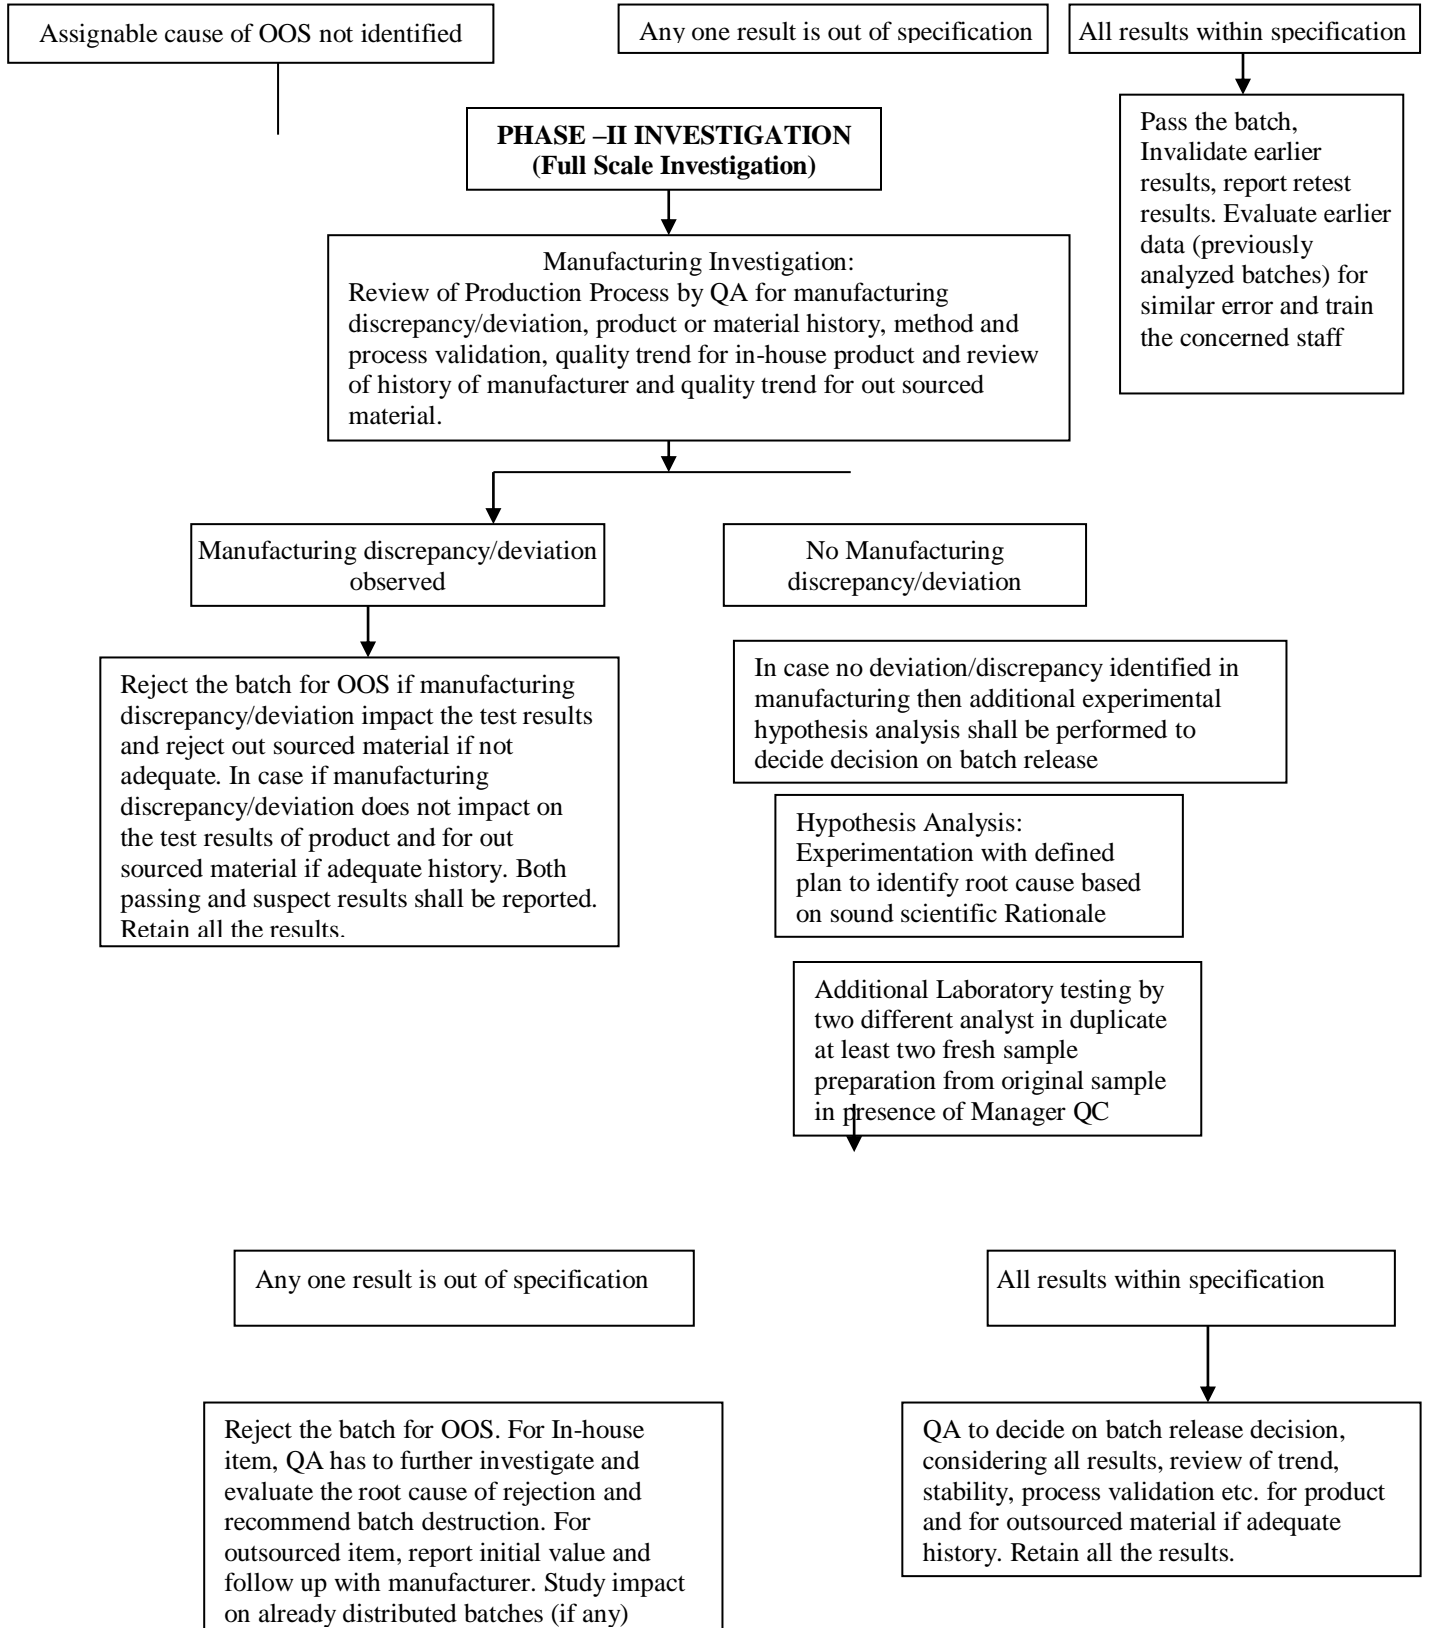 Assignable cause of OOS not identified
Any one result is out of specification
All results within specification
PHASE –II INVESTIGATION
(Full Scale Investigation)
Pass the batch,
Invalidate earlier
results, report retest
results. Evaluate earlier
data (previously
analyzed batches) for
similar error and train
the concerned staff
Manufacturing Investigation:
Review of Production Process by QA for manufacturing
discrepancy/deviation, product or material history, method and
process validation, quality trend for in-house product and review
of history of manufacturer and quality trend for out sourced
material.
Manufacturing discrepancy/deviation
observed
No Manufacturing
discrepancy/deviation
Reject the batch for OOS if manufacturing
discrepancy/deviation impact the test results
and reject out sourced material if not
adequate. In case if manufacturing
discrepancy/deviation does not impact on
the test results of product and for out
sourced material if adequate history. Both
passing and suspect results shall be reported.
Retain all the results.
In case no deviation/discrepancy identified in
manufacturing then additional experimental
hypothesis analysis shall be performed to
decide decision on batch release
Hypothesis Analysis:
Experimentation with defined
plan to identify root cause based
on sound scientific Rationale
Additional Laboratory testing by
two different analyst in duplicate
at least two fresh sample
preparation from original sample
in presence of Manager QC
Any one result is out of specification
All results within specification
Reject the batch for OOS. For In-house
item, QA has to further investigate and
evaluate the root cause of rejection and
recommend batch destruction. For
outsourced item, report initial value and
follow up with manufacturer. Study impact
on already distributed batches (if any)
QA to decide on batch release decision,
considering all results, review of trend,
stability, process validation etc. for product
and for outsourced material if adequate
history. Retain all the results.